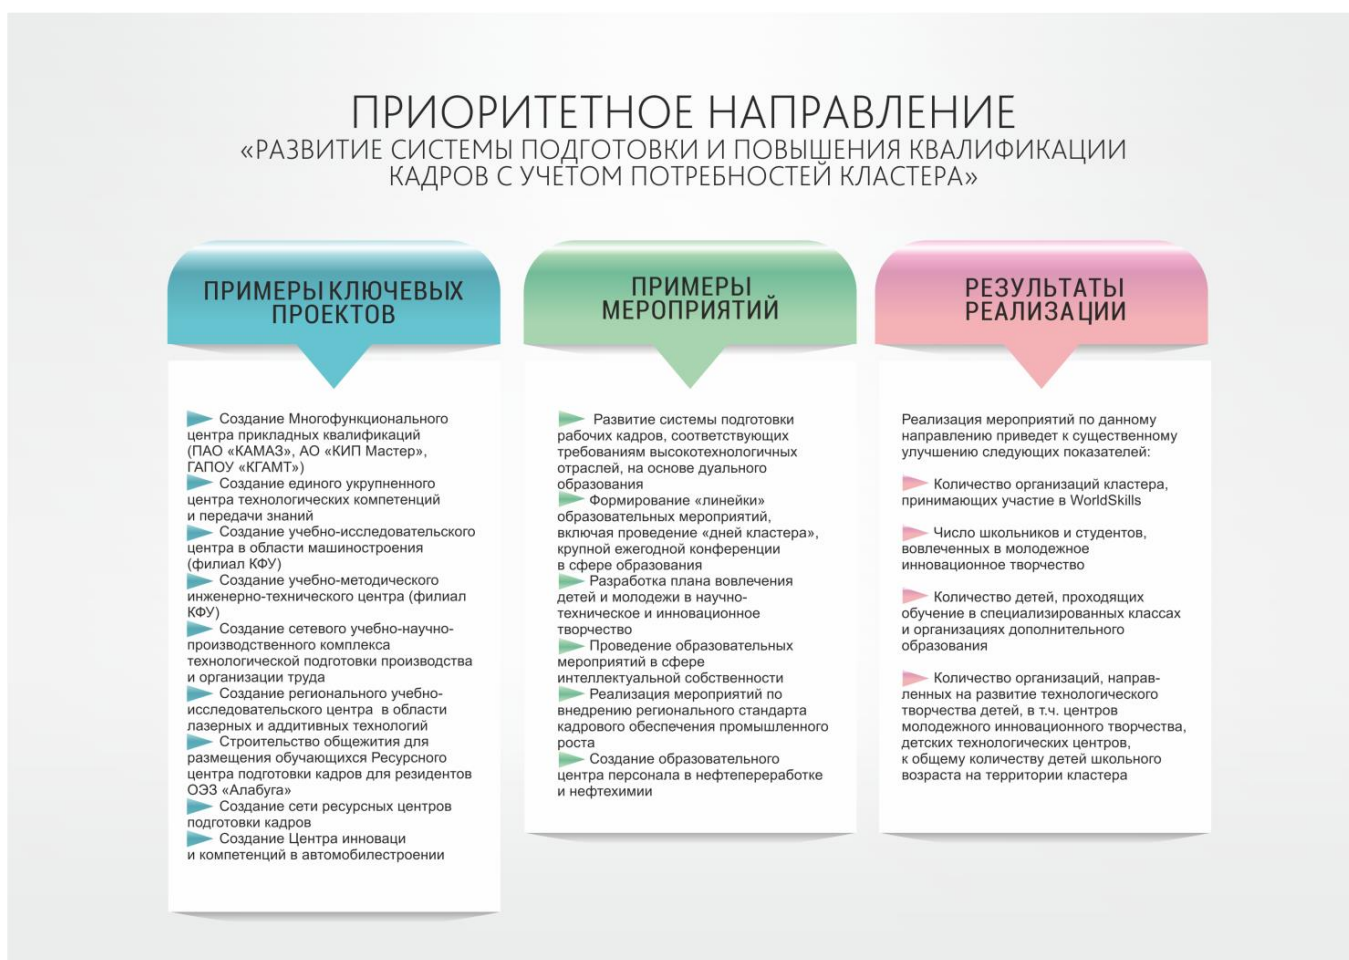 ПРИОРИТЕТНОЕ НАПРАВЛЕНИЕ
«РАЗВИТИЕ СИСТЕМЫ ПОДГОТОВКИ И ПОВЫШЕНИЯ КВАЛИФИКАЦИИ
КАДРОВ С УЧЕТОМ ПОТРЕБНОСТЕЙ КЛАСТЕРА»
ПРИМЕРЫ КЛЮЧЕВЫХ
ПРОЕКТОВ
Создание Многофункционального
центра прикладных квалификаций
(ПАО «КАМАЗ», АО «КИП Мастер»,
ГАПОУ «КГАМТ»)
Создание единого укрупненного
центра технологических компетенций
и передачи знаний
Создание учебно-исследовательского
центра в области машиностроения
(филиал КФУ)
Создание учебно-методического
инженерно-технического центра (филиал
КФУ)
Создание сетевого учебно-научно-
производственного комплекса
технологической подготовки производства
и организации труда
Создание регионального учебно-
исследовательского центра в области
лазерных и аддитивных технологий
Строительство общежития для
размещения обучающихся Ресурсного
центра подготовки кадров для резидентов
ОЭЗ «Алабуга»
Создание сети ресурсных центров
подготовки кадров
Создание Центра инноваци
и компетенций в автомобилестроении
ПРИМЕРЫ
МЕРОПРИЯТИЙ
Развитие системы подготовки
рабочих кадров, соответствующих
требованиям высокотехнологичных
отраслей, на основе дуального
образования
Формирование «линейки»
образовательных мероприятий,
включая проведение «дней кластера»,
крупной ежегодной конференции
в сфере образования
Разработка плана вовлечения
детей и молодежи в научно-
техническое и инновационное
творчество
Проведение образовательных
мероприятий в сфере
интеллектуальной собственности
Реализация мероприятий по
внедрению регионального стандарта
кадрового обеспечения промышленного
роста
Создание образовательного
центра персонала в нефтепереработке
и нефтехимии
РЕЗУЛЬТАТЫ
РЕАЛИЗАЦИИ
Реализация мероприятий по данному
направлению приведет к существенному
улучшению следующих показателей:
Количество организаций кластера,
принимающих участие в WorldSkills
Число школьников и студентов,
вовлеченных в молодежное
инновационное творчество
Количество детей, проходящих
обучение в специализированных классах
и организациях дополнительного
образования
Количество организаций, направ-
ленных на развитие технологического
творчества детей, в т.ч. центров
молодежного инновационного творчества,
детских технологических центров,
к общему количеству детей школьного
возраста на территории кластера